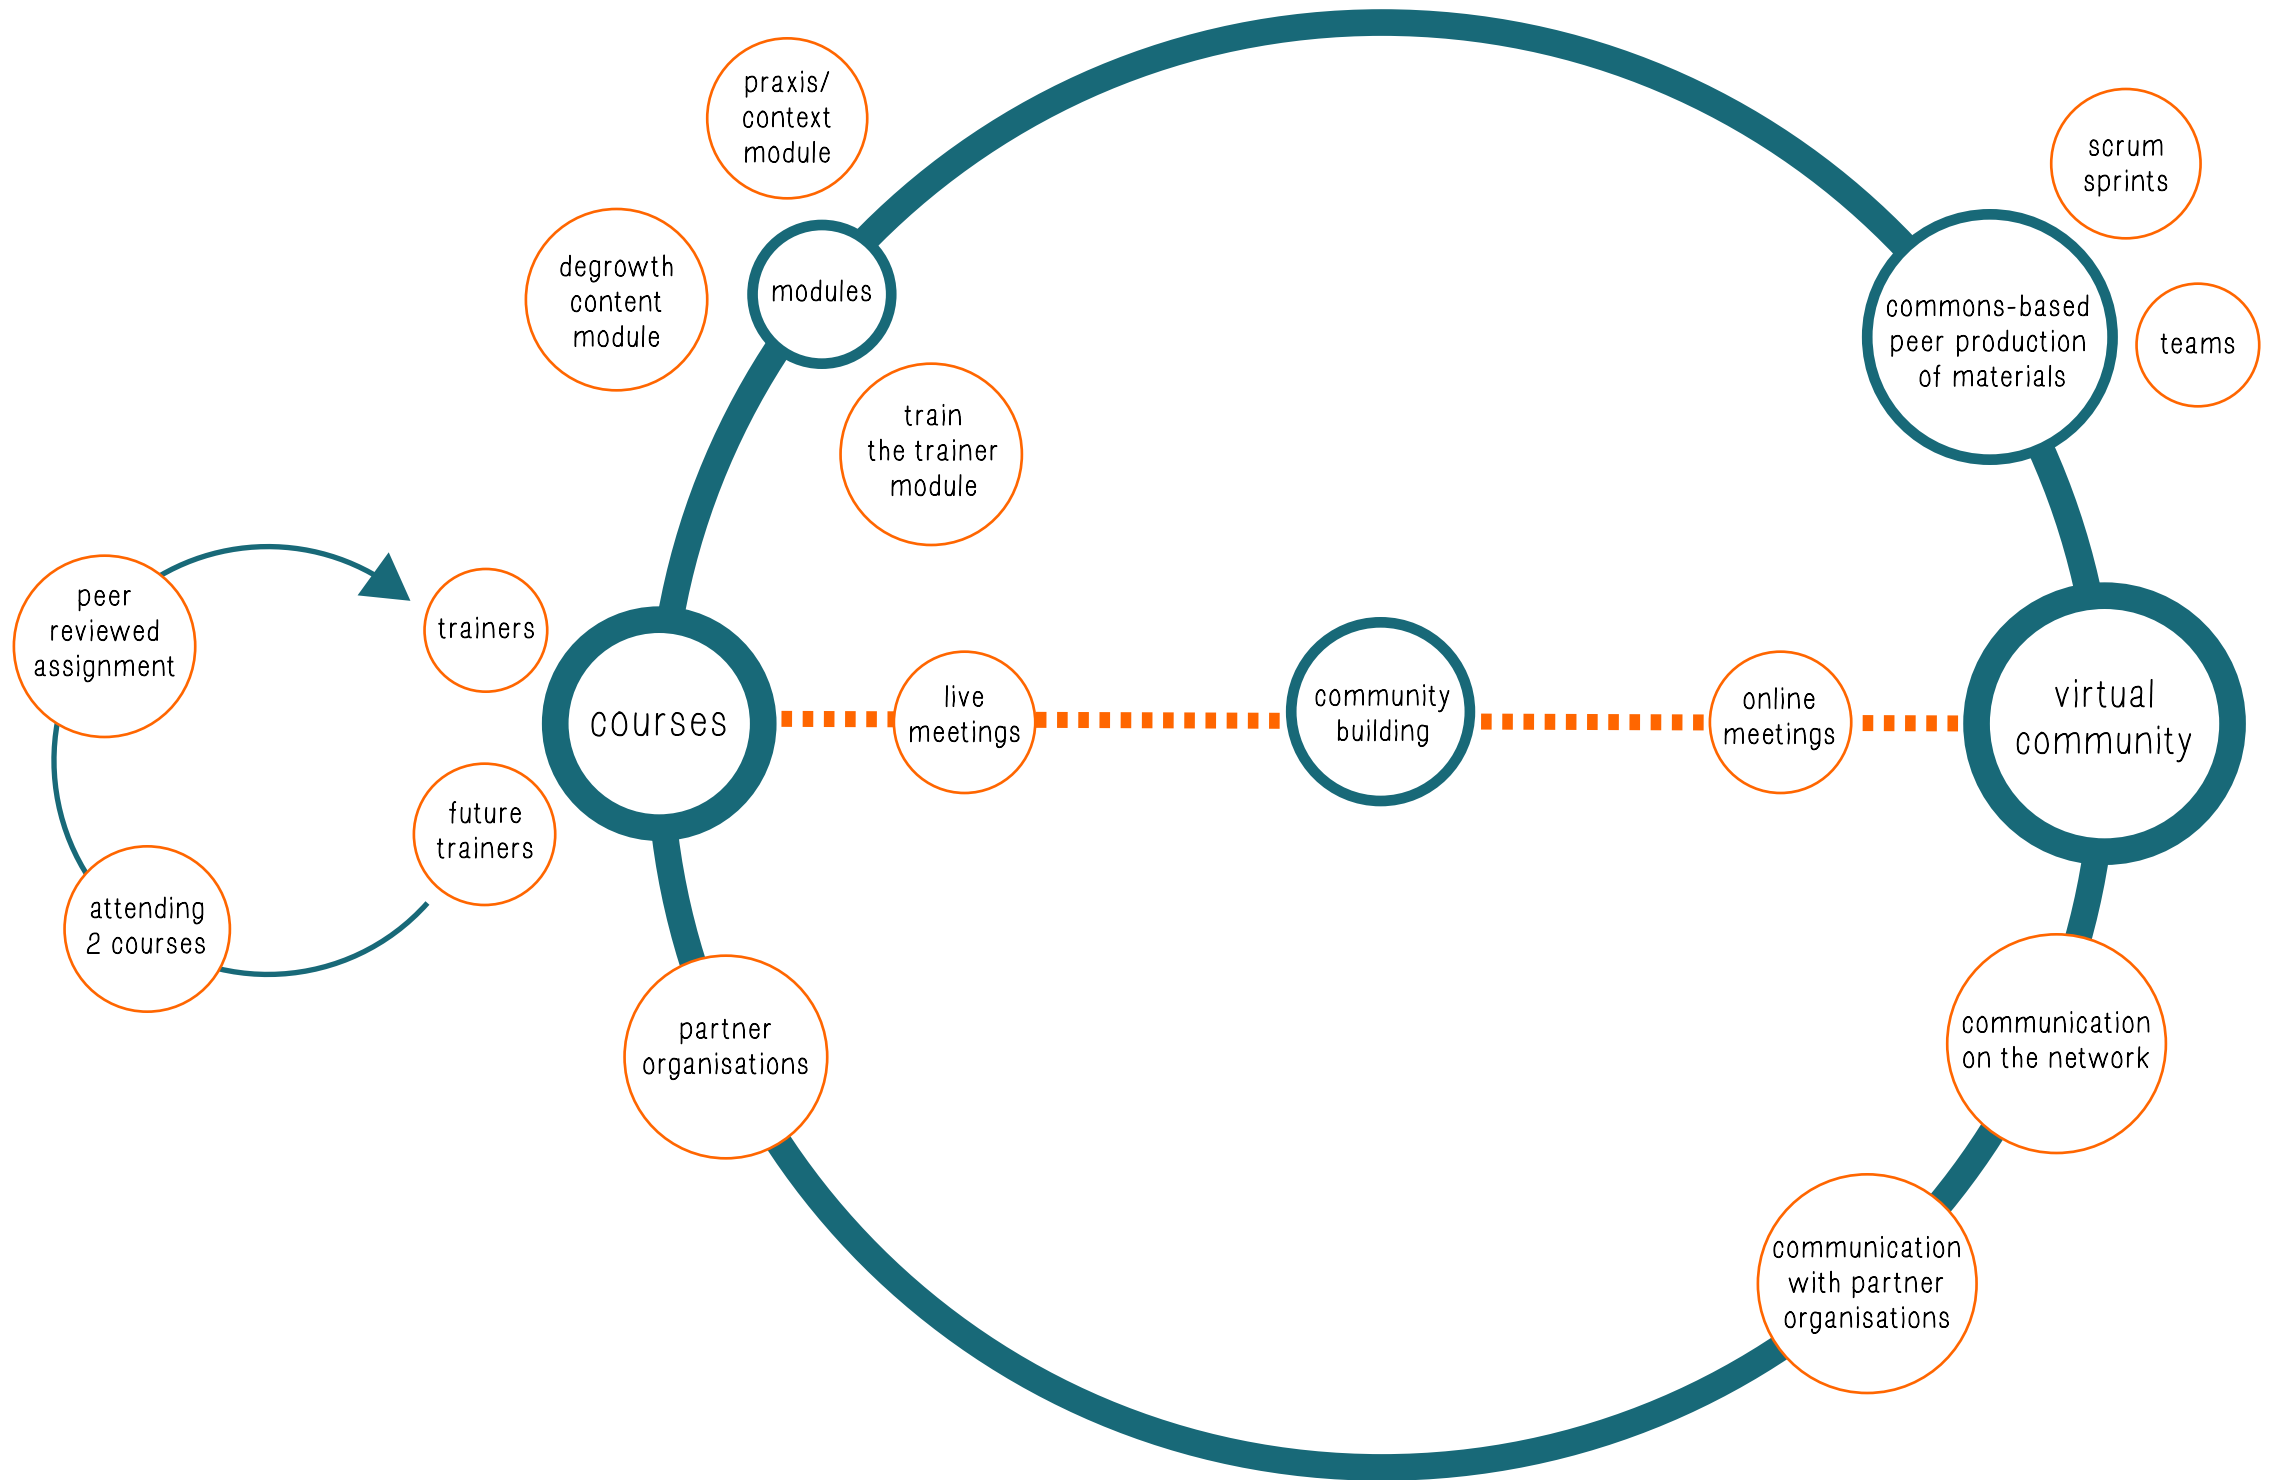 praxis/
context
module
scrum
sprints
degrowth
content
module
modules
commons-based
peer production
of materials
teams
train
the trainer
module
peer
reviewed
assignment
trainers
courses
live
meetings
community
building
online
meetings
virtual
community
future
trainers
attending
2 courses
partner
organisations
communication
on the network
communication
with partner
organisations